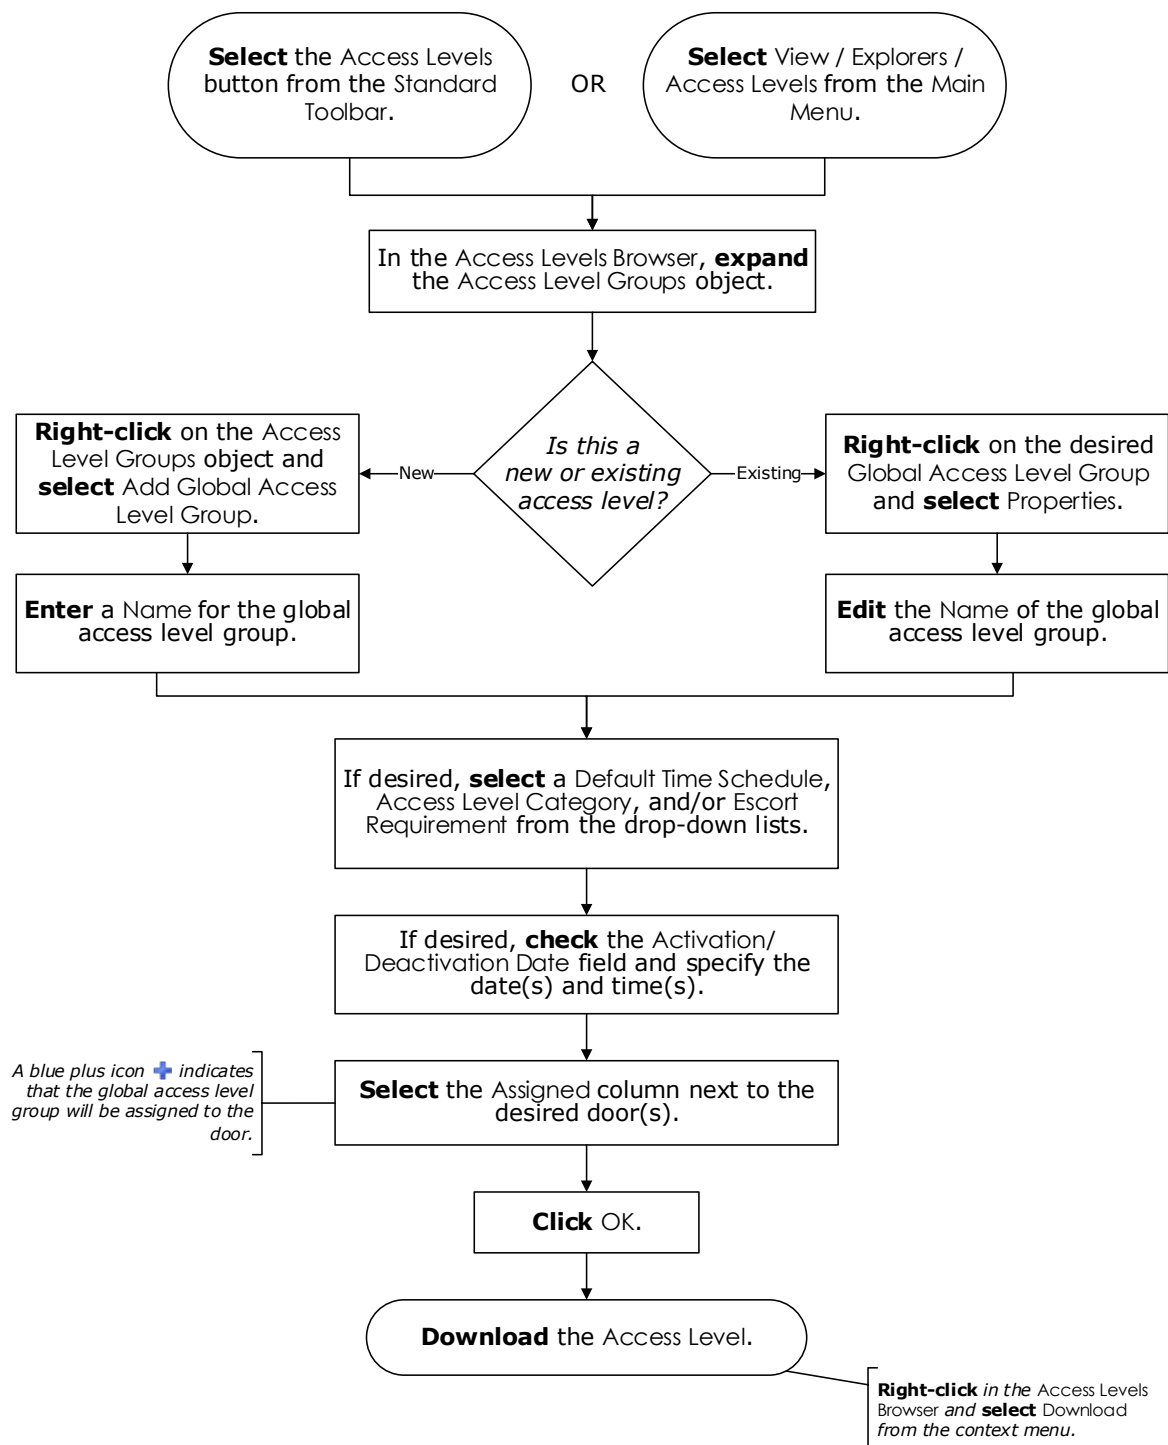 Select the Access Levels
button from the Standard
Toolbar.
OR
Select View / Explorers /
Access Levels from the Main
Menu.
In the Access Levels Browser, expand
the Access Level Groups object.
Is this a
new or existing
access level?
New
Existing
Right-click on the Access
Level Groups object and
select Add Global Access
Level Group.
Right-click on the desired
Global Access Level Group
and select Properties.
Enter a Name for the global
access level group.
Edit the Name of the global
access level group.
If desired, select a Default Time Schedule,
Access Level Category, and/or Escort
Requirement from the drop-down lists.
If desired, check the Activation/
Deactivation Date field and specify the
date(s) and time(s).
A blue plus icon indicates
that the global access level
group will be assigned to the
door.
Select the Assigned column next to the
desired door(s).
Click OK.
Download the Access Level.
Right-click in the Access Levels
Browser and select Download
from the context menu.